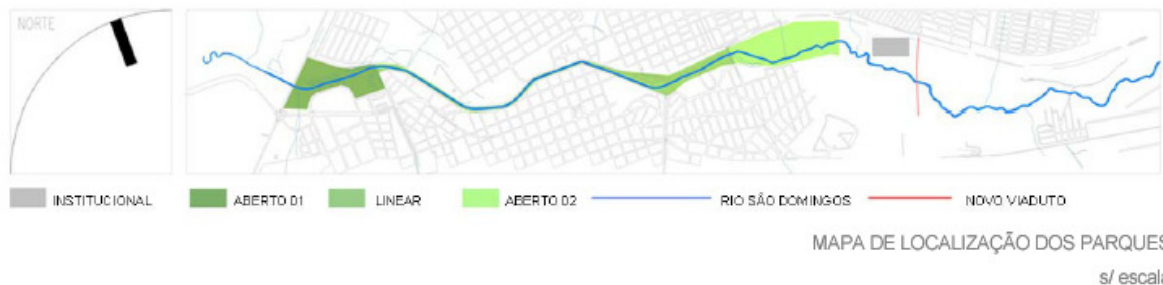 NORTE
INSTITUCIONAL ABERTO 01 LINEAR ABERTO 02 RIO SÃO DOMINGOS NOVO VIADUTO
MAPA DE LOCALIZAÇÃO DOS PARQUES
s/ escala